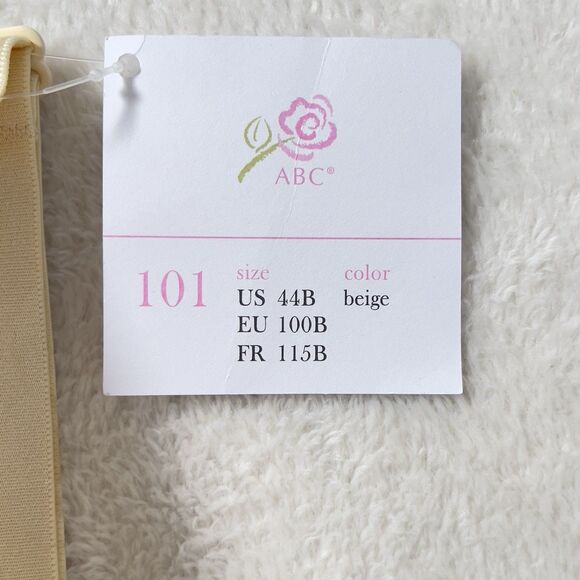 ABC®
101
size color
US 44B beige
EU 100B
FR 115B